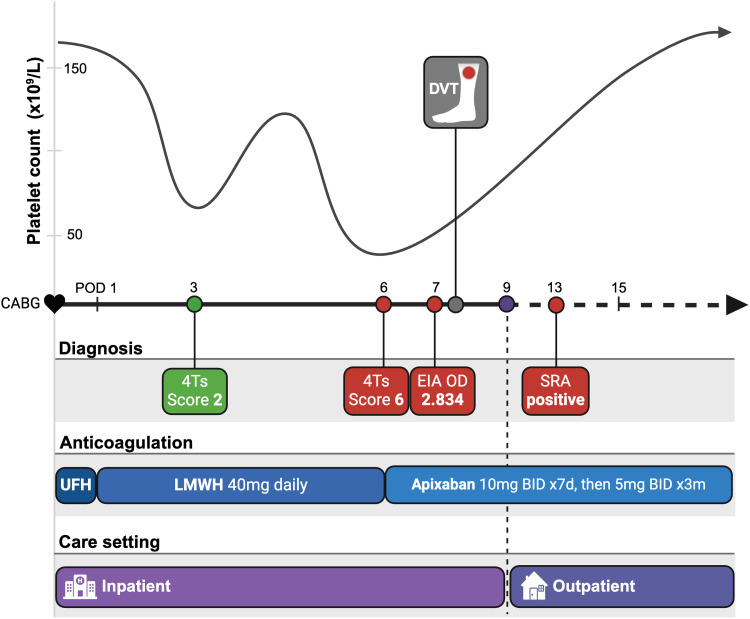 Platelet count (x10⁹/L)
150
50
DVT
CABG
POD 1
3
6
7
9
13
15
Diagnosis
4Ts
Score 2
4Ts
Score 6
EIA OD
2.834
SRA
positive
Anticoagulation
UFH
LMWH 40mg daily
Apixaban 10mg BID x7d, then 5mg BID x3m
Care setting
H
Inpatient
Outpatient